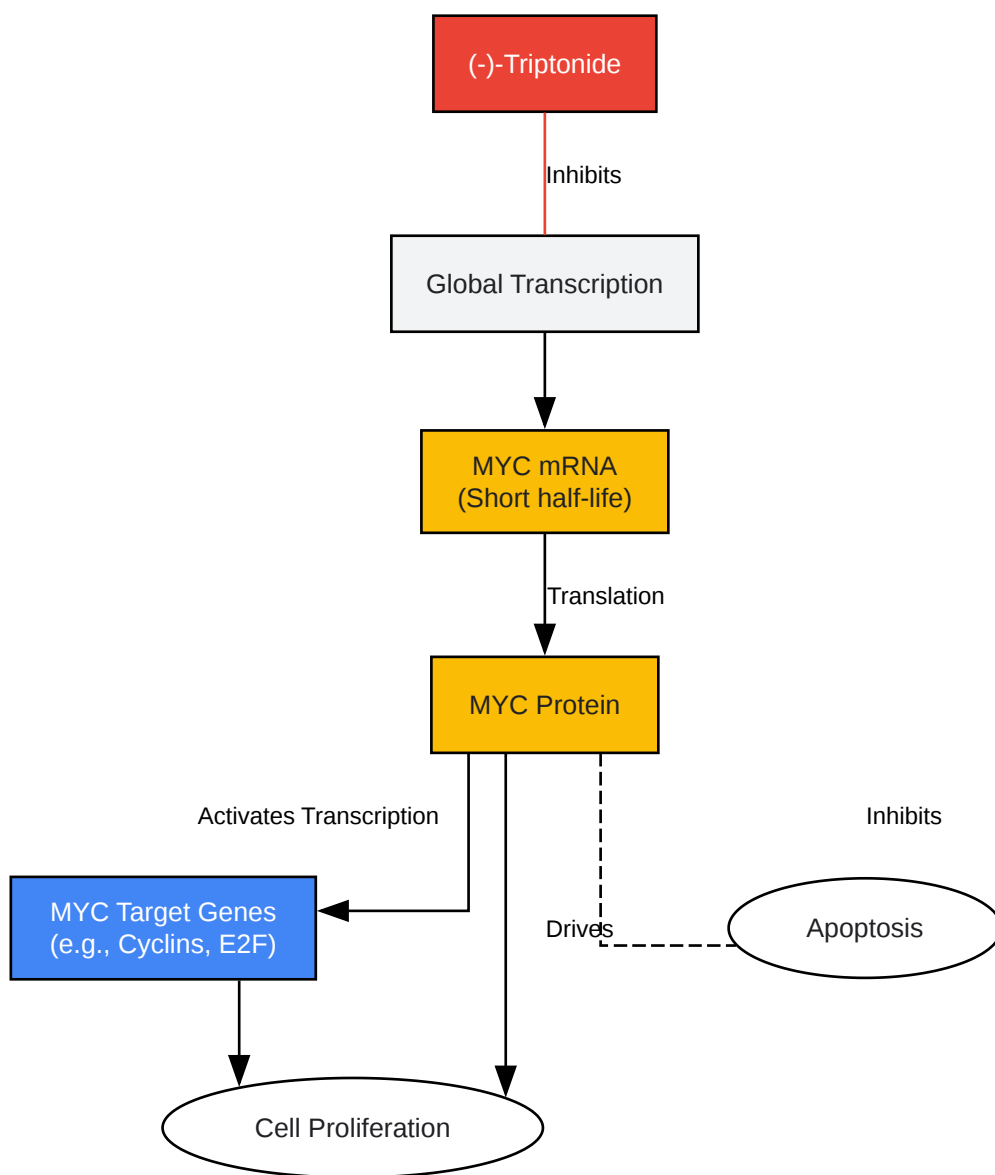 (-)-Triptonide
Inhibits
Global Transcription
MYC mRNA
(Short half-life)
Translation
MYC Protein
Activates Transcription
Inhibits
MYC Target Genes
(e.g., Cyclins, E2F)
Drives
Apoptosis
Cell Proliferation